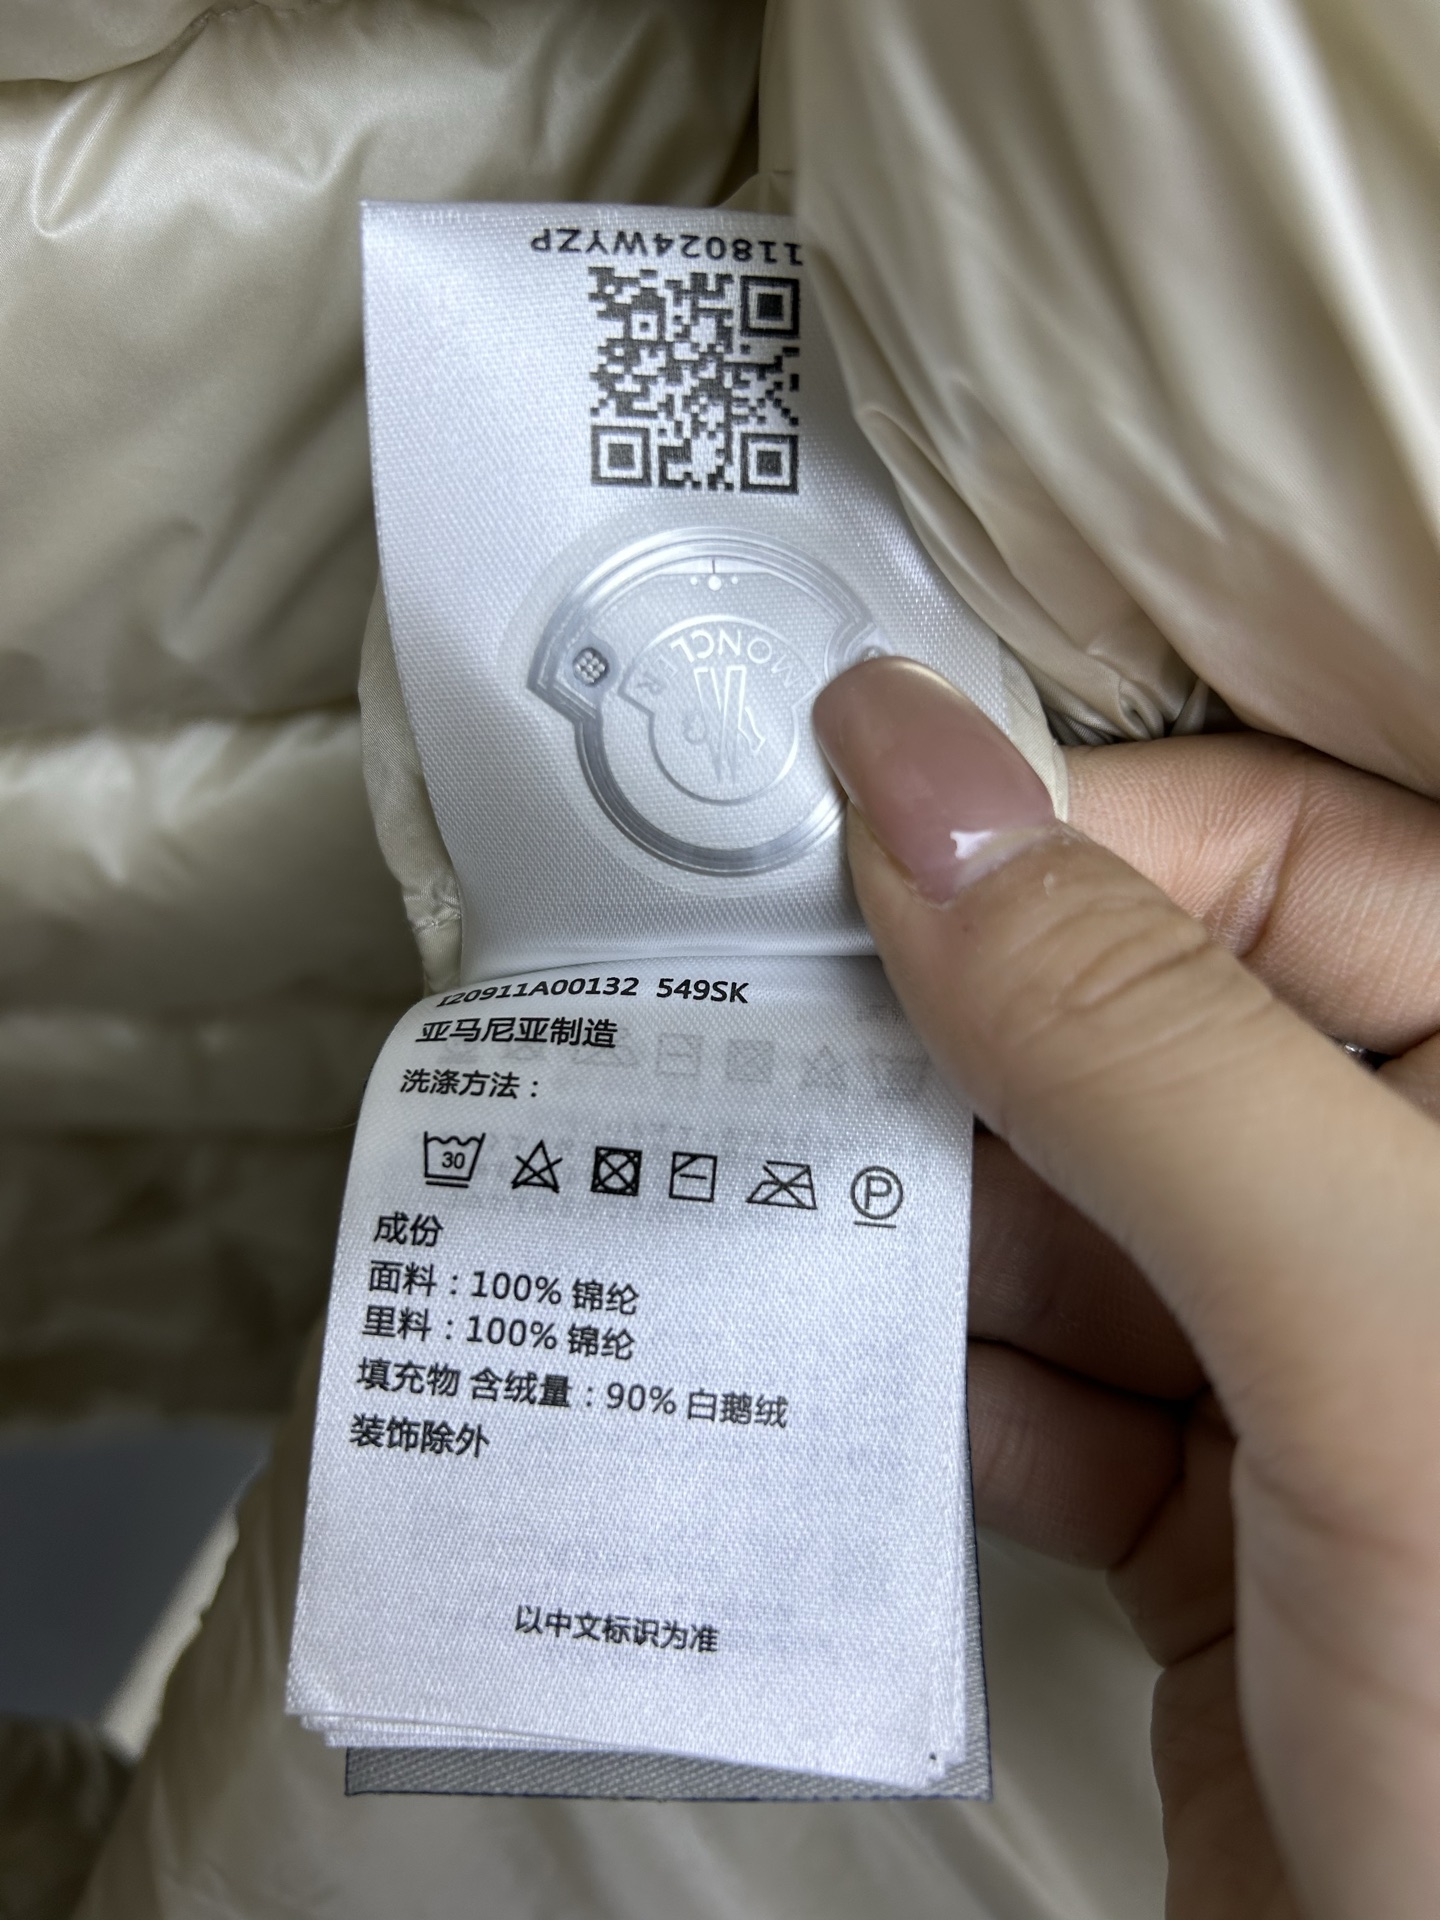 118024WYZP
MONCLER
I20911A00132 549SK
亚马尼亚制造
洗涤方法：
30
P
成份
面料：100% 锦纶
里料：100% 锦纶
填充物 含绒量：90% 白鹅绒
装饰除外
以中文标识为准